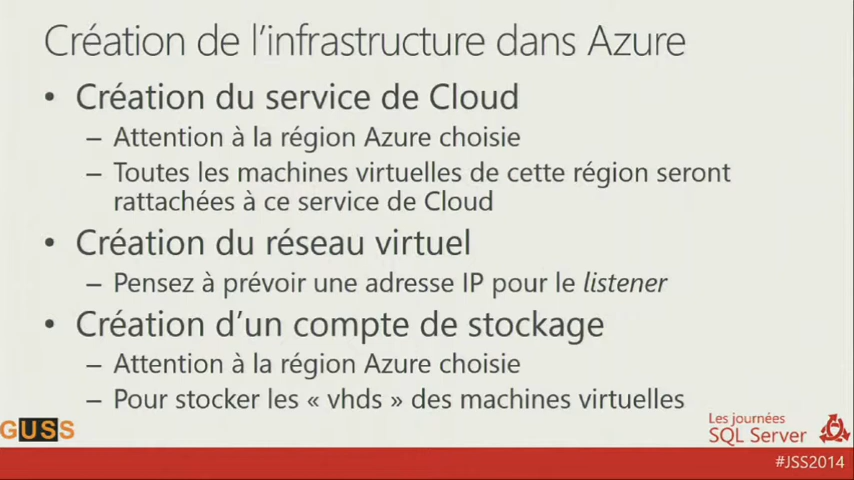 Création de l'infrastructure dans Azure
• Création du service de Cloud
– Attention à la région Azure choisie
– Toutes les machines virtuelles de cette région seront
rattachées à ce service de Cloud
• Création du réseau virtuel
– Pensez à prévoir une adresse IP pour le listener
• Création d'un compte de stockage
– Attention à la région Azure choisie
– Pour stocker les « vhds » des machines virtuelles
GUSS
Les journées
SQL Server
#JSS2014